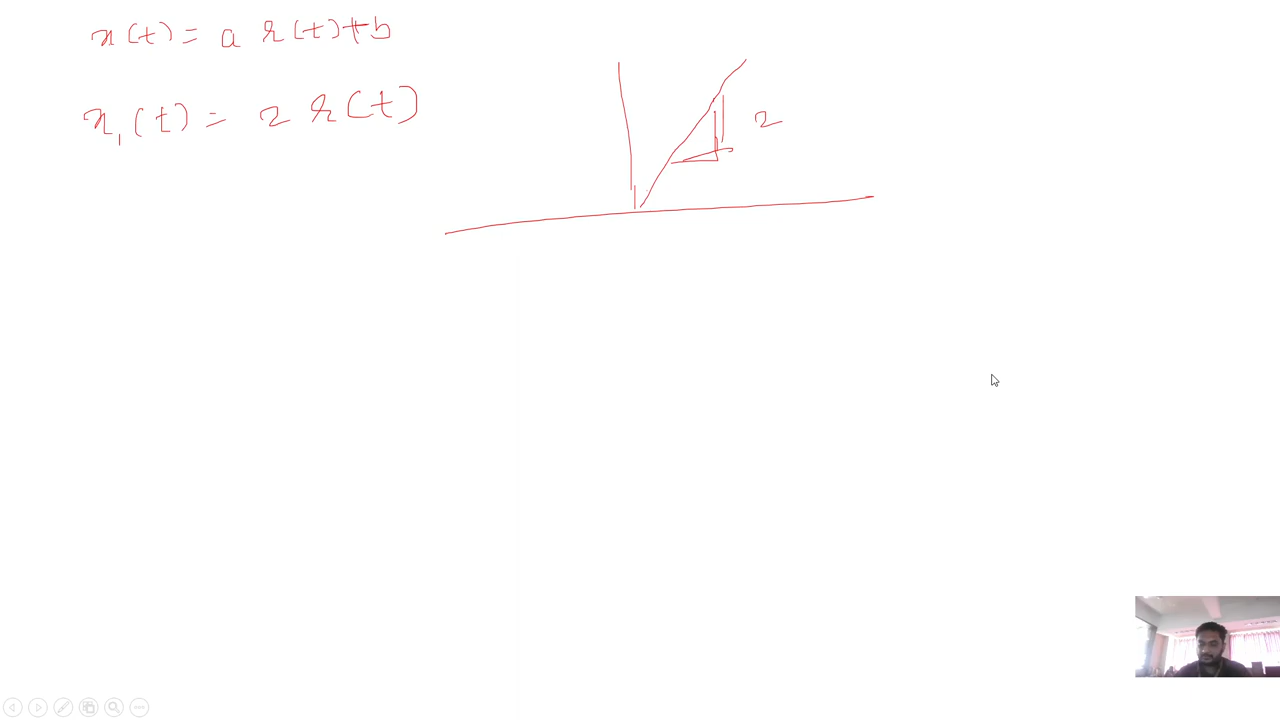 x(t) = a r(t) + b
x₁(t) = 2 r(t)
2